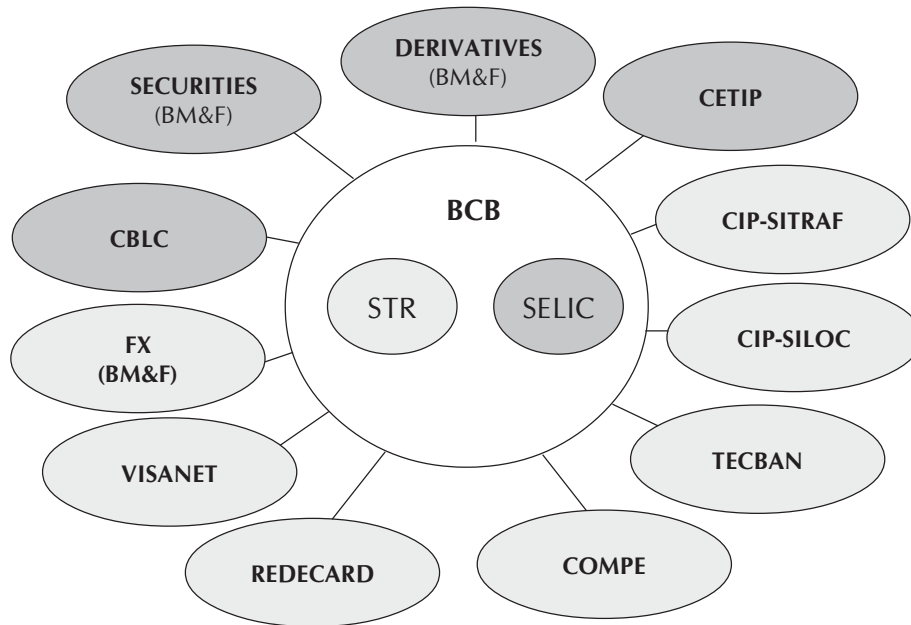 DERIVATIVES
(BM&F)
SECURITIES
(BM&F)
CETIP
BCB
CIP-SITRAF
CBLC
STR
SELIC
FX
(BM&F)
CIP-SILOC
VISANET
TECBAN
REDECARD
COMPE